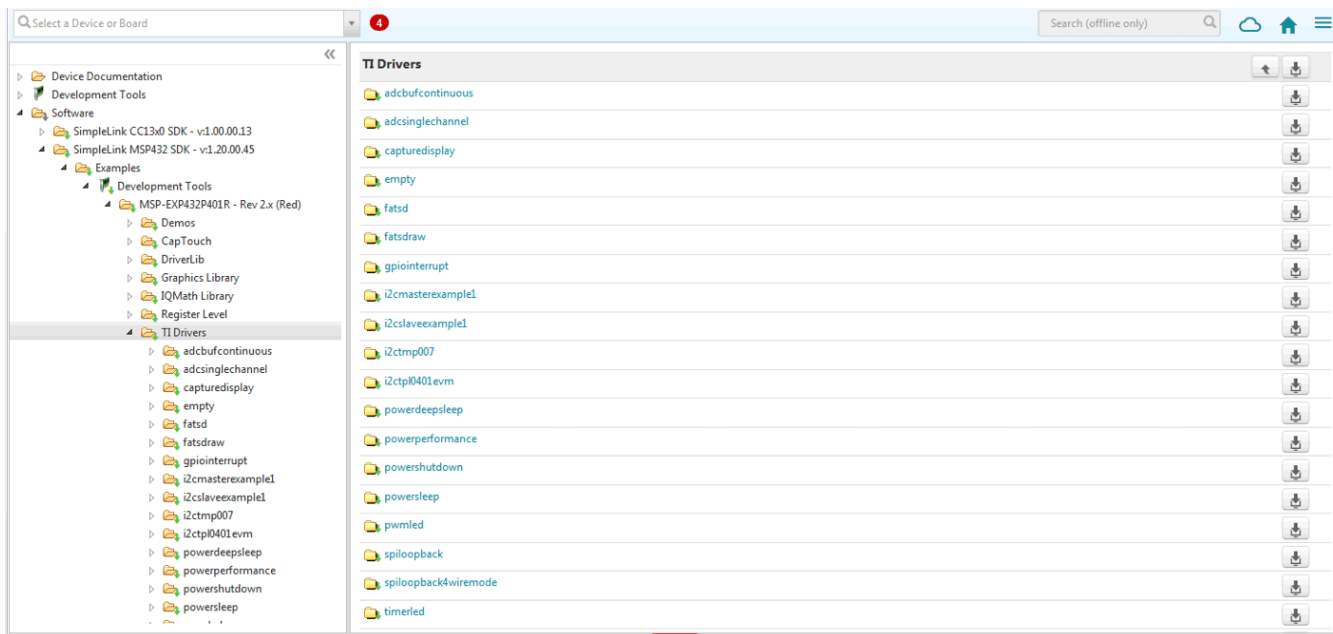 Select a Device or Board
4
Search (offline only)
Device Documentation
Development Tools
Software
SimpleLink CC13x0 SDK - v:1.00.00.13
SimpleLink MSP432 SDK - v:1.20.00.45
Examples
Development Tools
MSP-EXP432P401R - Rev 2.x (Red)
Demos
CapTouch
DriverLib
Graphics Library
IQMath Library
Register Level
TI Drivers
adcbufcontinuous
adcsinglechannel
capturedisplay
empty
fatsd
fatsdraw
gpiointerrupt
i2cmasterexample1
i2cslaveexample1
i2ctmp007
i2ctpl0401evm
powerdeepsleep
powerperformance
powershutdown
powersleep
TI Drivers
adcbufcontinuous
adcsinglechannel
capturedisplay
empty
fatsd
fatsdraw
gpiointerrupt
i2cmasterexample1
i2cslaveexample1
i2ctmp007
i2ctpl0401evm
powerdeepsleep
powerperformance
powershutdown
powersleep
pwmled
spiloopback
spiloopback4wiremode
timerled